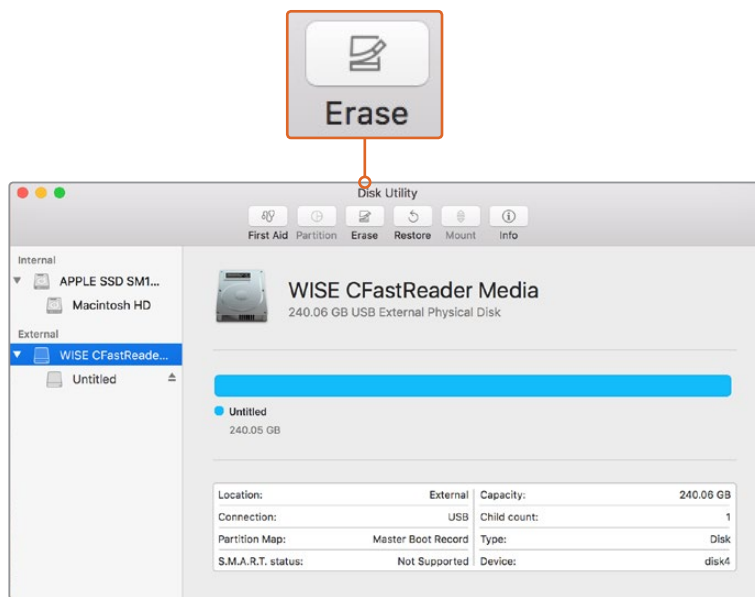 Erase
Disk Utility
First Aid Partition Erase Restore Mount Info
Internal
APPLE SSD SM1...
Macintosh HD
External
WISE CFastReade...
Untitled
WISE CFastReader Media
240.06 GB USB External Physical Disk
Untitled
240.05 GB
Location: External Capacity: 240.06 GB
Connection: USB Child count: 1
Partition Map: Master Boot Record Type: Disk
S.M.A.R.T. status: Not Supported Device: disk4